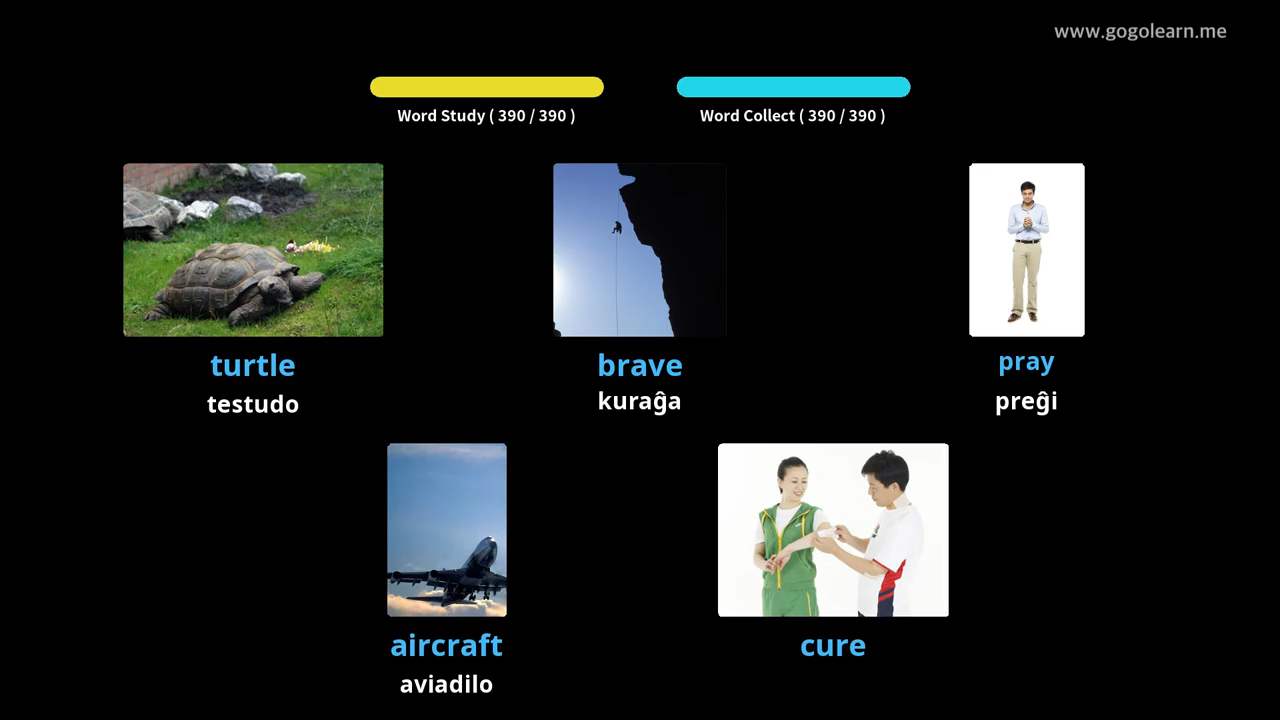 www.gogolearn.me
Word Study ( 390 / 390 )
Word Collect ( 390 / 390 )
turtle
testudo
brave
kuraĝa
pray
preĝi
aircraft
aviadilo
cure